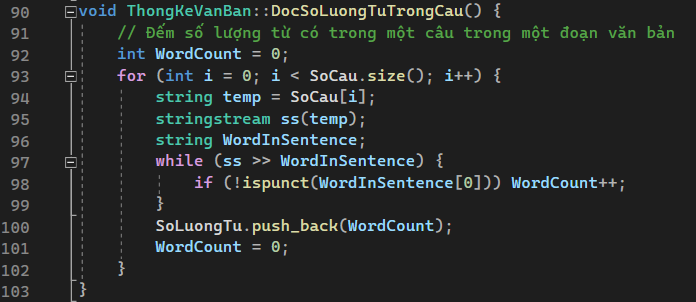 90 void ThongKeVanBan::DocSoLuongTuTrongCau() {
91 // Đếm số lượng từ có trong một câu trong một đoạn văn bản
92 int WordCount = 0;
93 for (int i = 0; i < SoCau.size(); i++) {
94 string temp = SoCau[i];
95 stringstream ss(temp);
96 string WordInSentence;
97 while (ss >> WordInSentence) {
98 if (!ispunct(WordInSentence[0])) WordCount++;
99 }
100 SoLuongTu.push_back(WordCount);
101 WordCount = 0;
102 }
103 }